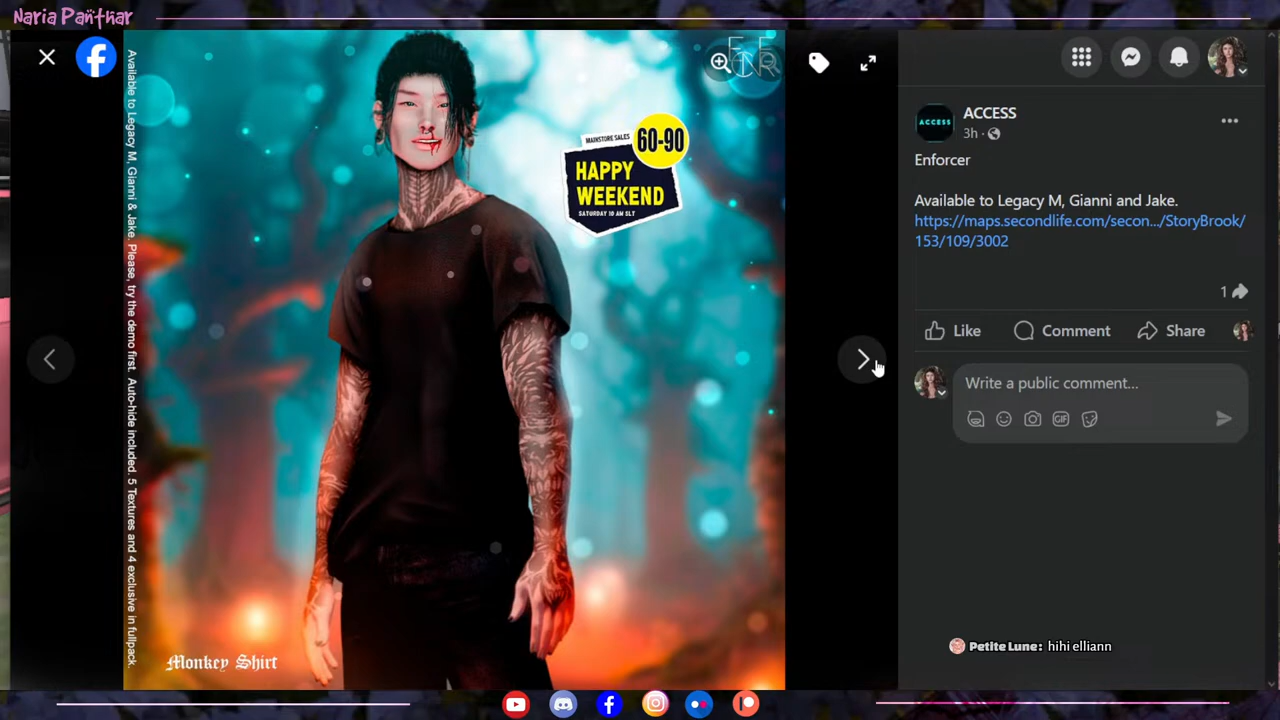 Naria Panthar
Available to Legacy M, Gianni & Jake. Please, try the demo first. Auto-hide included. 5 Textures and 4 exclusive in fullpack.
MAINSTORE SALES
60-90
HAPPY
WEEKEND
SATURDAY 10 AM SLT
Monkey Shirt
ACCESS
ACCESS
3h
Enforcer
Available to Legacy M, Gianni and Jake.
https://maps.secondlife.com/secon.../StoryBrook/
153/109/3002
1
Like
Comment
Share
Write a public comment...
GIF
Petite Lune: hihi elliann